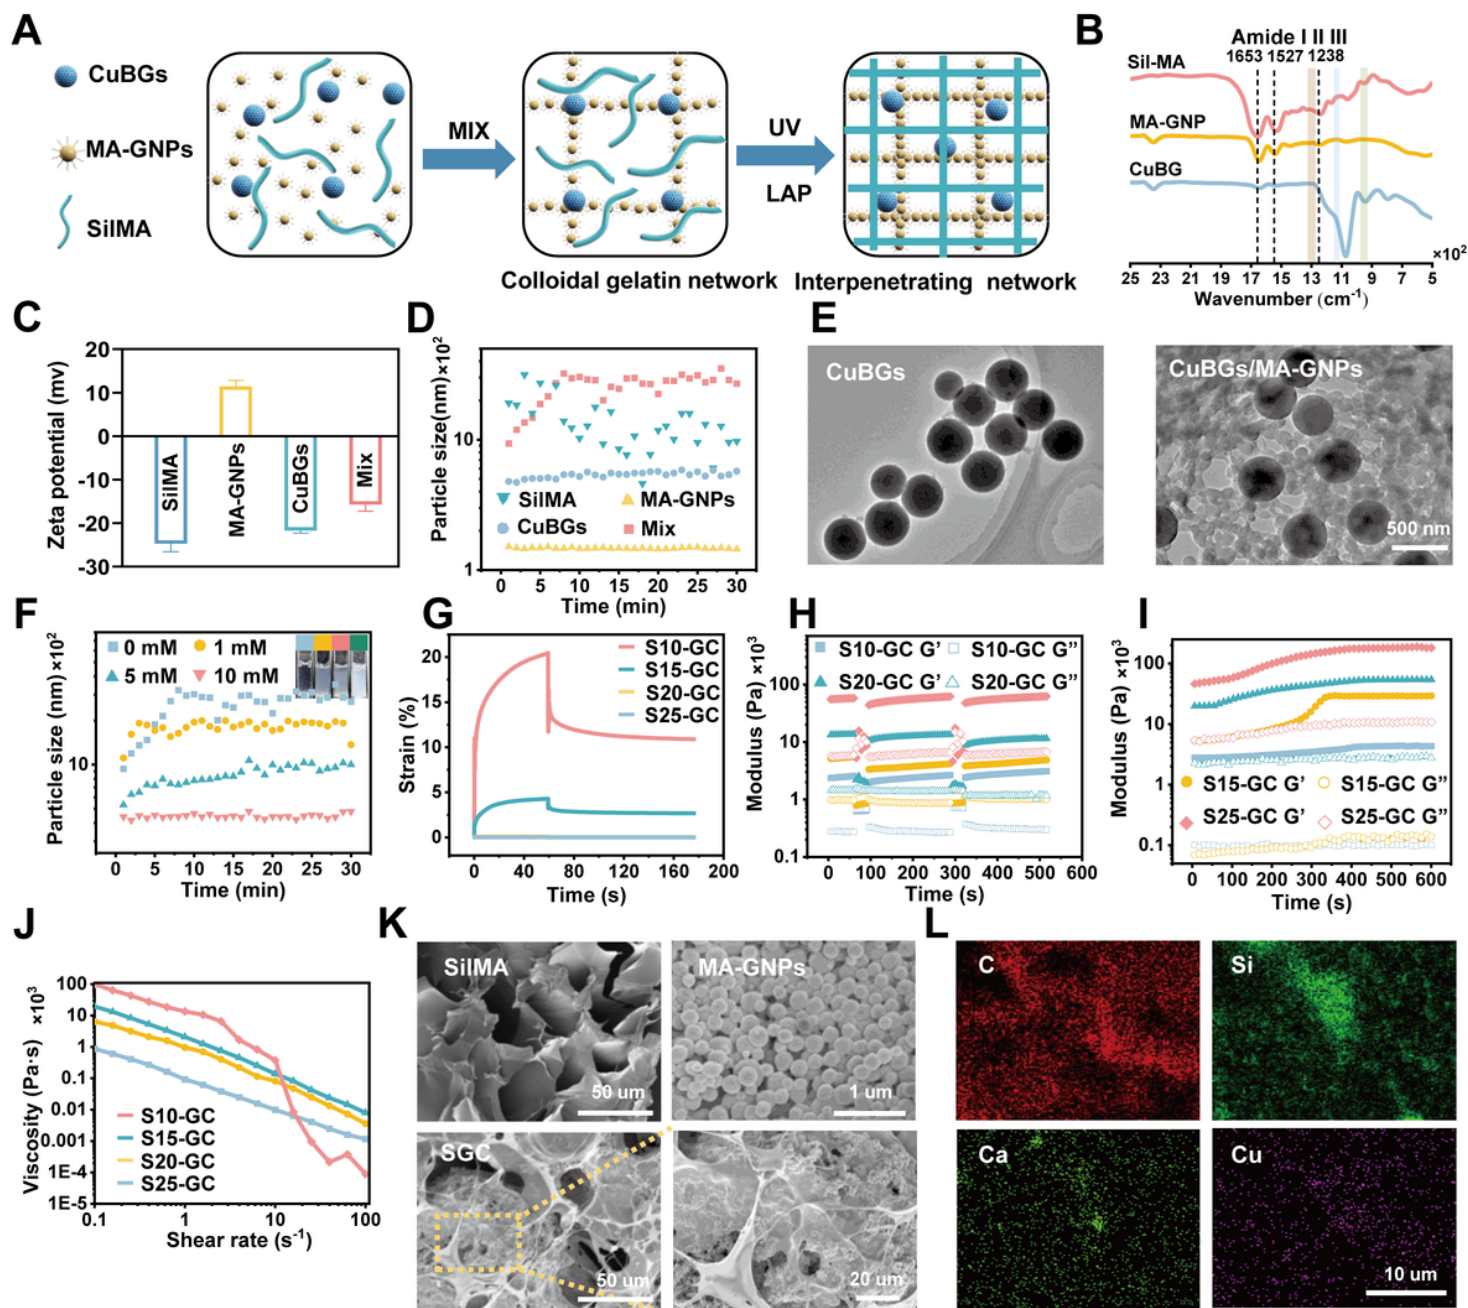 A
CuBGs
MA-GNPs
SilMA
MIX
UV
LAP
Colloidal gelatin network
Interpenetrating network
B
Amide I II III
1653 1527 1238
Sil-MA
MA-GNP
CuBG
×10²
25 23 21 19 17 15 13 11 9 7 5
Wavenumber (cm⁻¹)
C
Zeta potential (mv)
20
10
0
-10
-20
-30
SilMA
MA-GNPs
CuBGs
Mix
D
Particle size(nm)×10²
10
1
SilMA
MA-GNPs
CuBGs
Mix
0 5 10 15 20 25 30
Time (min)
E
CuBGs
CuBGs/MA-GNPs
500 nm
F
Particle size (nm) ×10²
0 mM
1 mM
5 mM
10 mM
10
0 5 10 15 20 25 30
Time (min)
G
Strain (%)
20
15
10
5
0
S10-GC
S15-GC
S20-GC
S25-GC
0 40 80 120 160 200
Time (s)
H
Modulus (Pa) ×10³
S10-GC G' S10-GC G''
S20-GC G' S20-GC G''
100
10
1
0.1
0 100 200 300 400 500 600
Time (s)
I
Modulus (Pa) ×10³
100
10
1
0.1
S15-GC G' S15-GC G''
S25-GC G' S25-GC G''
0 100 200 300 400 500 600
Time (s)
J
Viscosity (Pa·s) ×10³
100
10
1
0.1
0.01
0.001
1E-4
1E-5
S10-GC
S15-GC
S20-GC
S25-GC
0.1 1 10 100
Shear rate (s⁻¹)
K
SilMA
50 um
MA-GNPs
1 um
SGC
50 um
20 um
L
C
Si
Ca
Cu
10 um